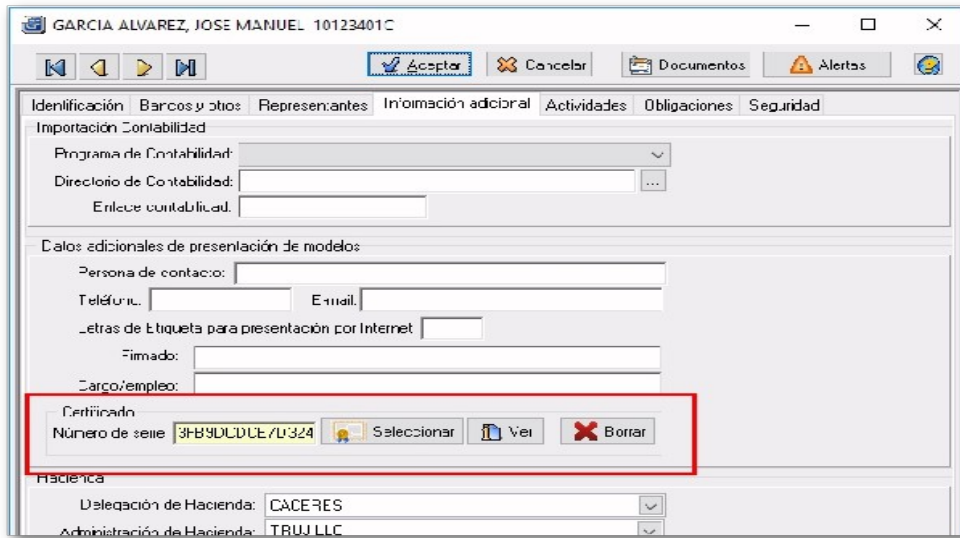 GARCIA ALVAREZ, JOSE MANUEL 10123401C
Aceptar Cancelar Documentos Alertas
Identificación Bancos y otros Representantes Información adicional Actividades Obligaciones Seguridad
Importación Contabilidad
Programa de Contabilidad:
Directorio de Contabilidad: ...
Enlace contabilidad:
Datos adicionales de presentación de modelos
Persona de contacto:
Teléfono: E-mail:
Letras de Etiqueta para presentación por Internet
Firmado:
Cargo/empleo:
Certificado
Número de serie Seleccionar Ver Borrar
Hacienda
Delegación de Hacienda: CACERES
Administración de Hacienda: TRUJILLO